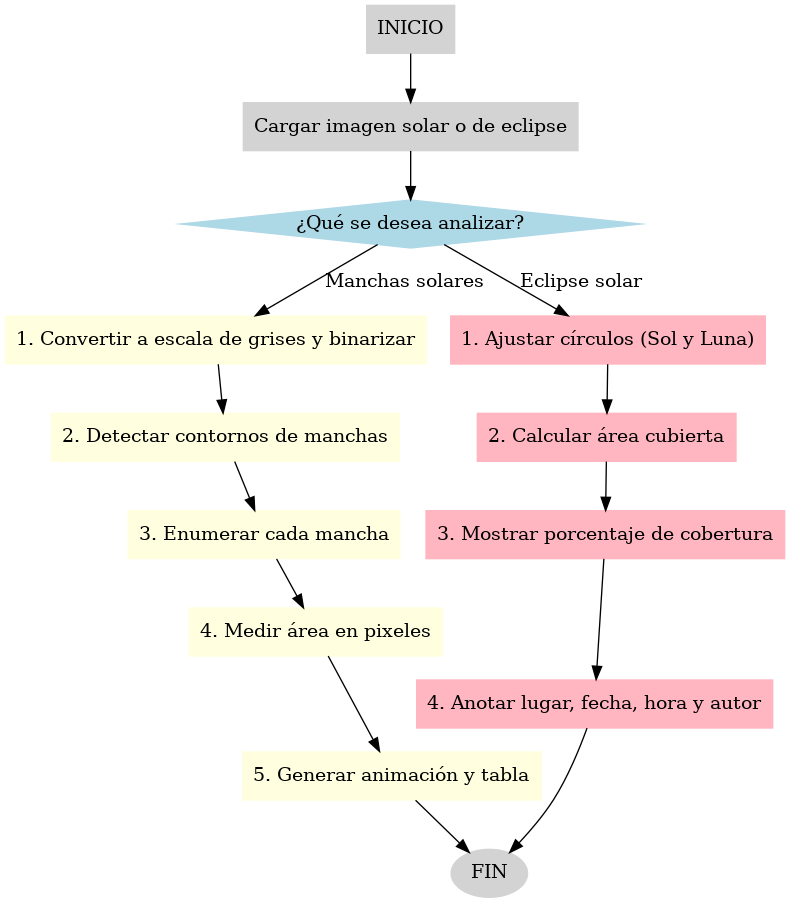 INICIO
Cargar imagen solar o de eclipse
¿Qué se desea analizar?
Manchas solares
Eclipse solar
1. Convertir a escala de grises y binarizar
1. Ajustar círculos (Sol y Luna)
2. Detectar contornos de manchas
2. Calcular área cubierta
3. Enumerar cada mancha
3. Mostrar porcentaje de cobertura
4. Medir área en pixeles
4. Anotar lugar, fecha, hora y autor
5. Generar animación y tabla
FIN